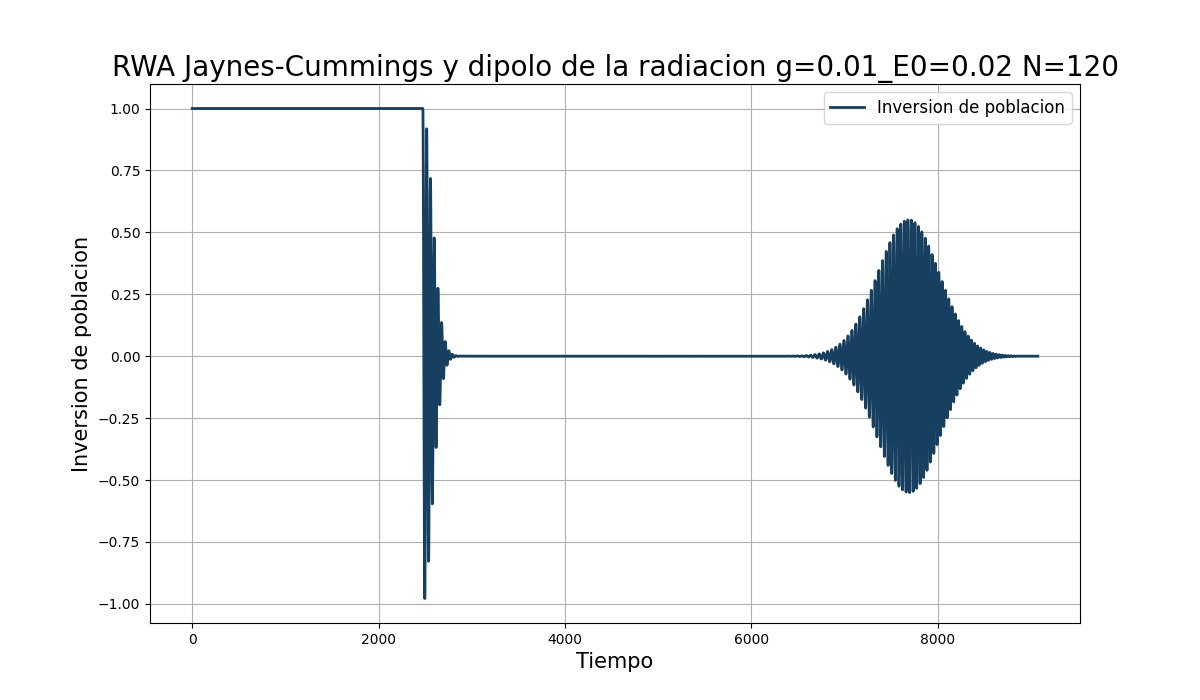 RWA Jaynes-Cummings y dipolo de la radiacion g=0.01_E0=0.02 N=120
Inversion de poblacion
1.00
0.75
0.50
0.25
0.00
−0.25
−0.50
−0.75
−1.00
Inversion de poblacion
0 2000 4000 6000 8000
Tiempo